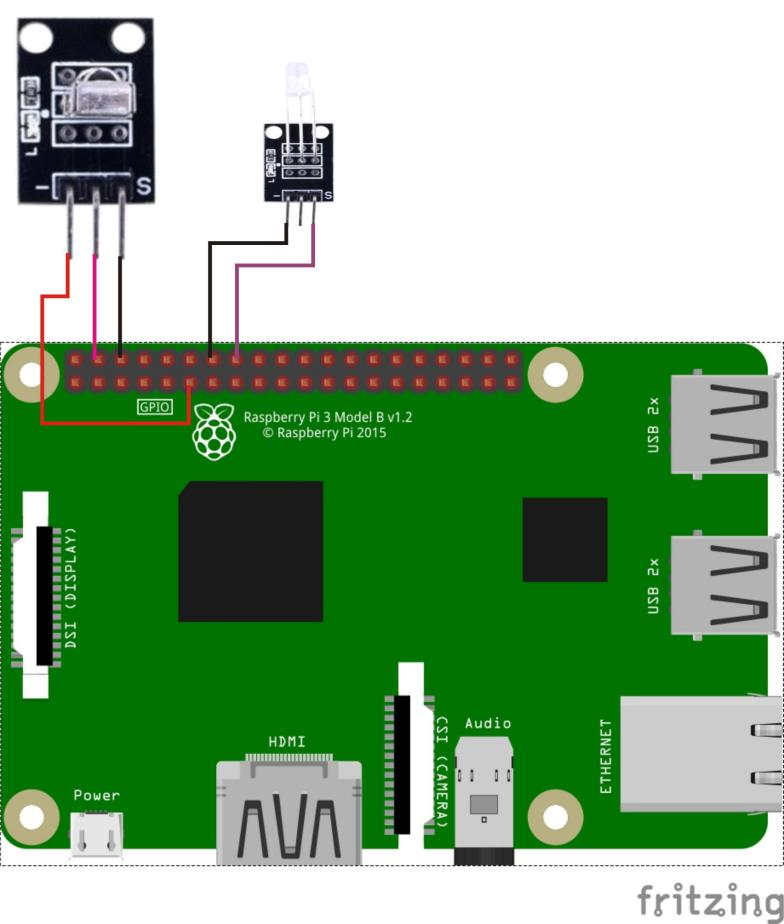 L
- S
L
- S
GPIO
Raspberry Pi 3 Model B v1.2
© Raspberry Pi 2015
USB 2x
USB 2x
DSI (DISPLAY)
HDMI
CSI (CAMERA)
Audio
ETHERNET
Power
fritzing